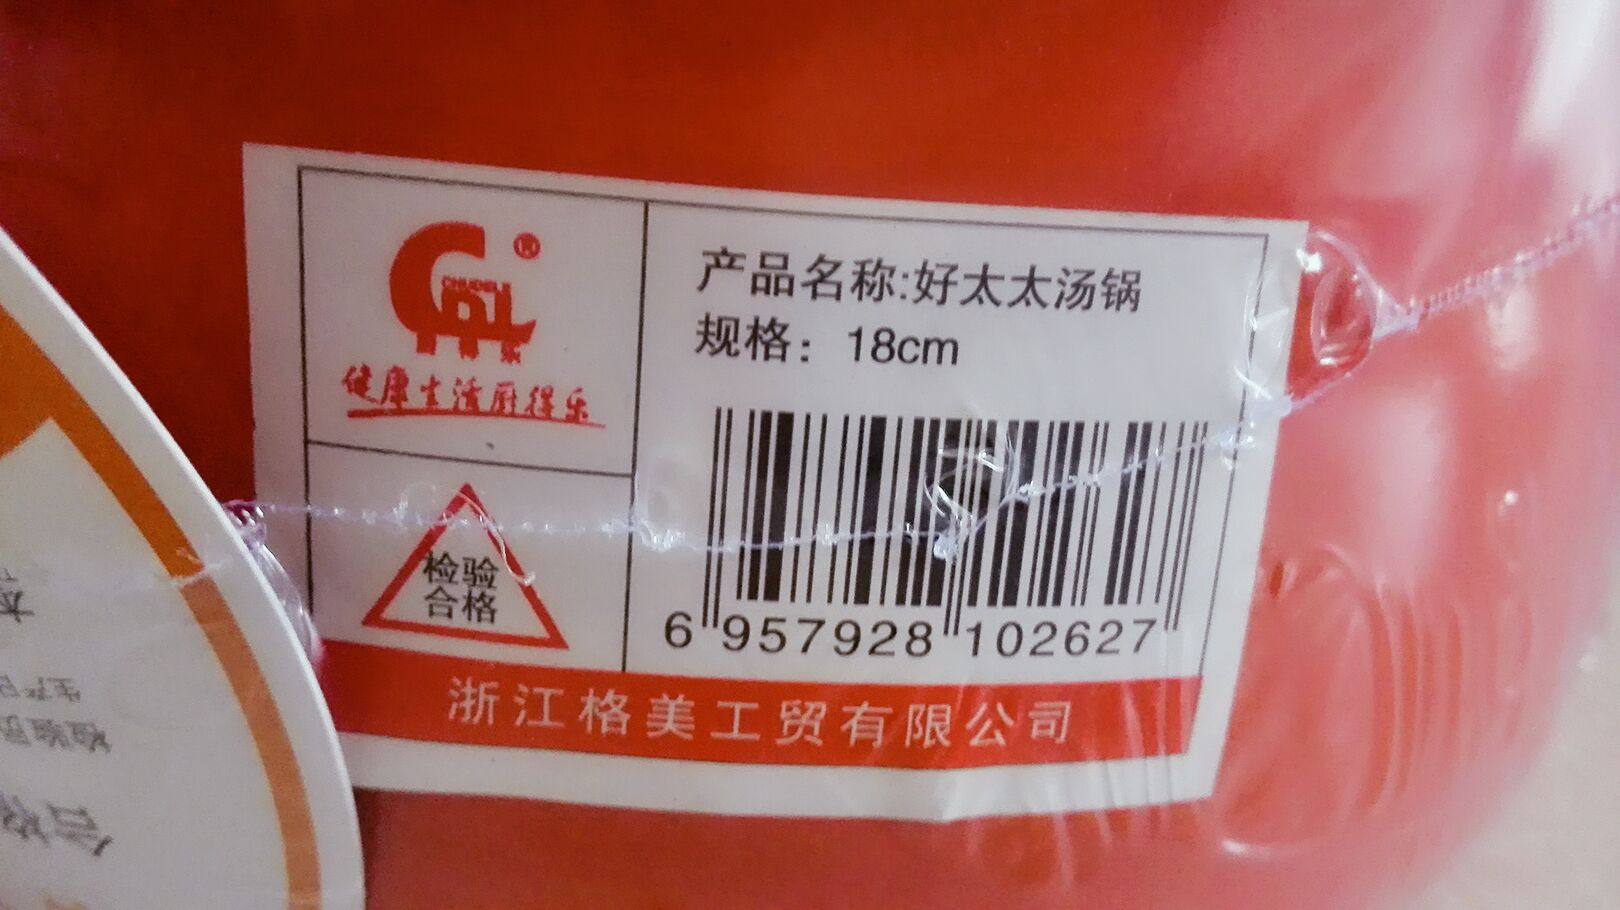 ®
健康生活厨得乐
产品名称:好太太汤锅
规格：18cm
6 957928 102627
检验
合格
浙江格美工贸有限公司